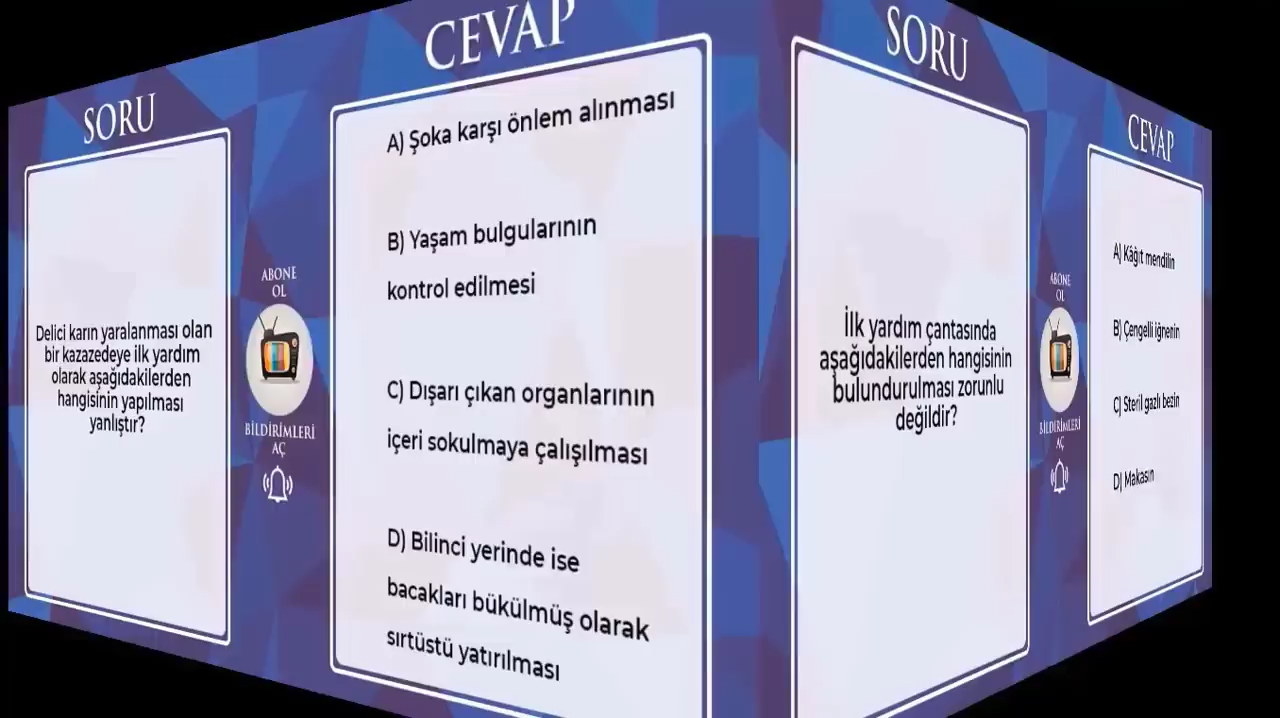 SORU
Delici karın yaralanması olan
bir kazazedeye ilk yardım
olarak aşağıdakilerden
hangisinin yapılması
yanlıştır?
ABONE
OL
BİLDİRİMLERİ
AÇ
CEVAP
A) Şoka karşı önlem alınması
B) Yaşam bulgularının
kontrol edilmesi
C) Dışarı çıkan organlarının
içeri sokulmaya çalışılması
D) Bilinci yerinde ise
bacakları bükülmüş olarak
sırtüstü yatırılması
SORU
İlk yardım çantasında
aşağıdakilerden hangisinin
bulundurulması zorunlu
değildir?
ABONE
OL
BİLDİRİMLERİ
AÇ
CEVAP
A) Kâğıt mendilin
B) Çengelli iğnenin
C) Steril gazlı bezin
D) Makasın